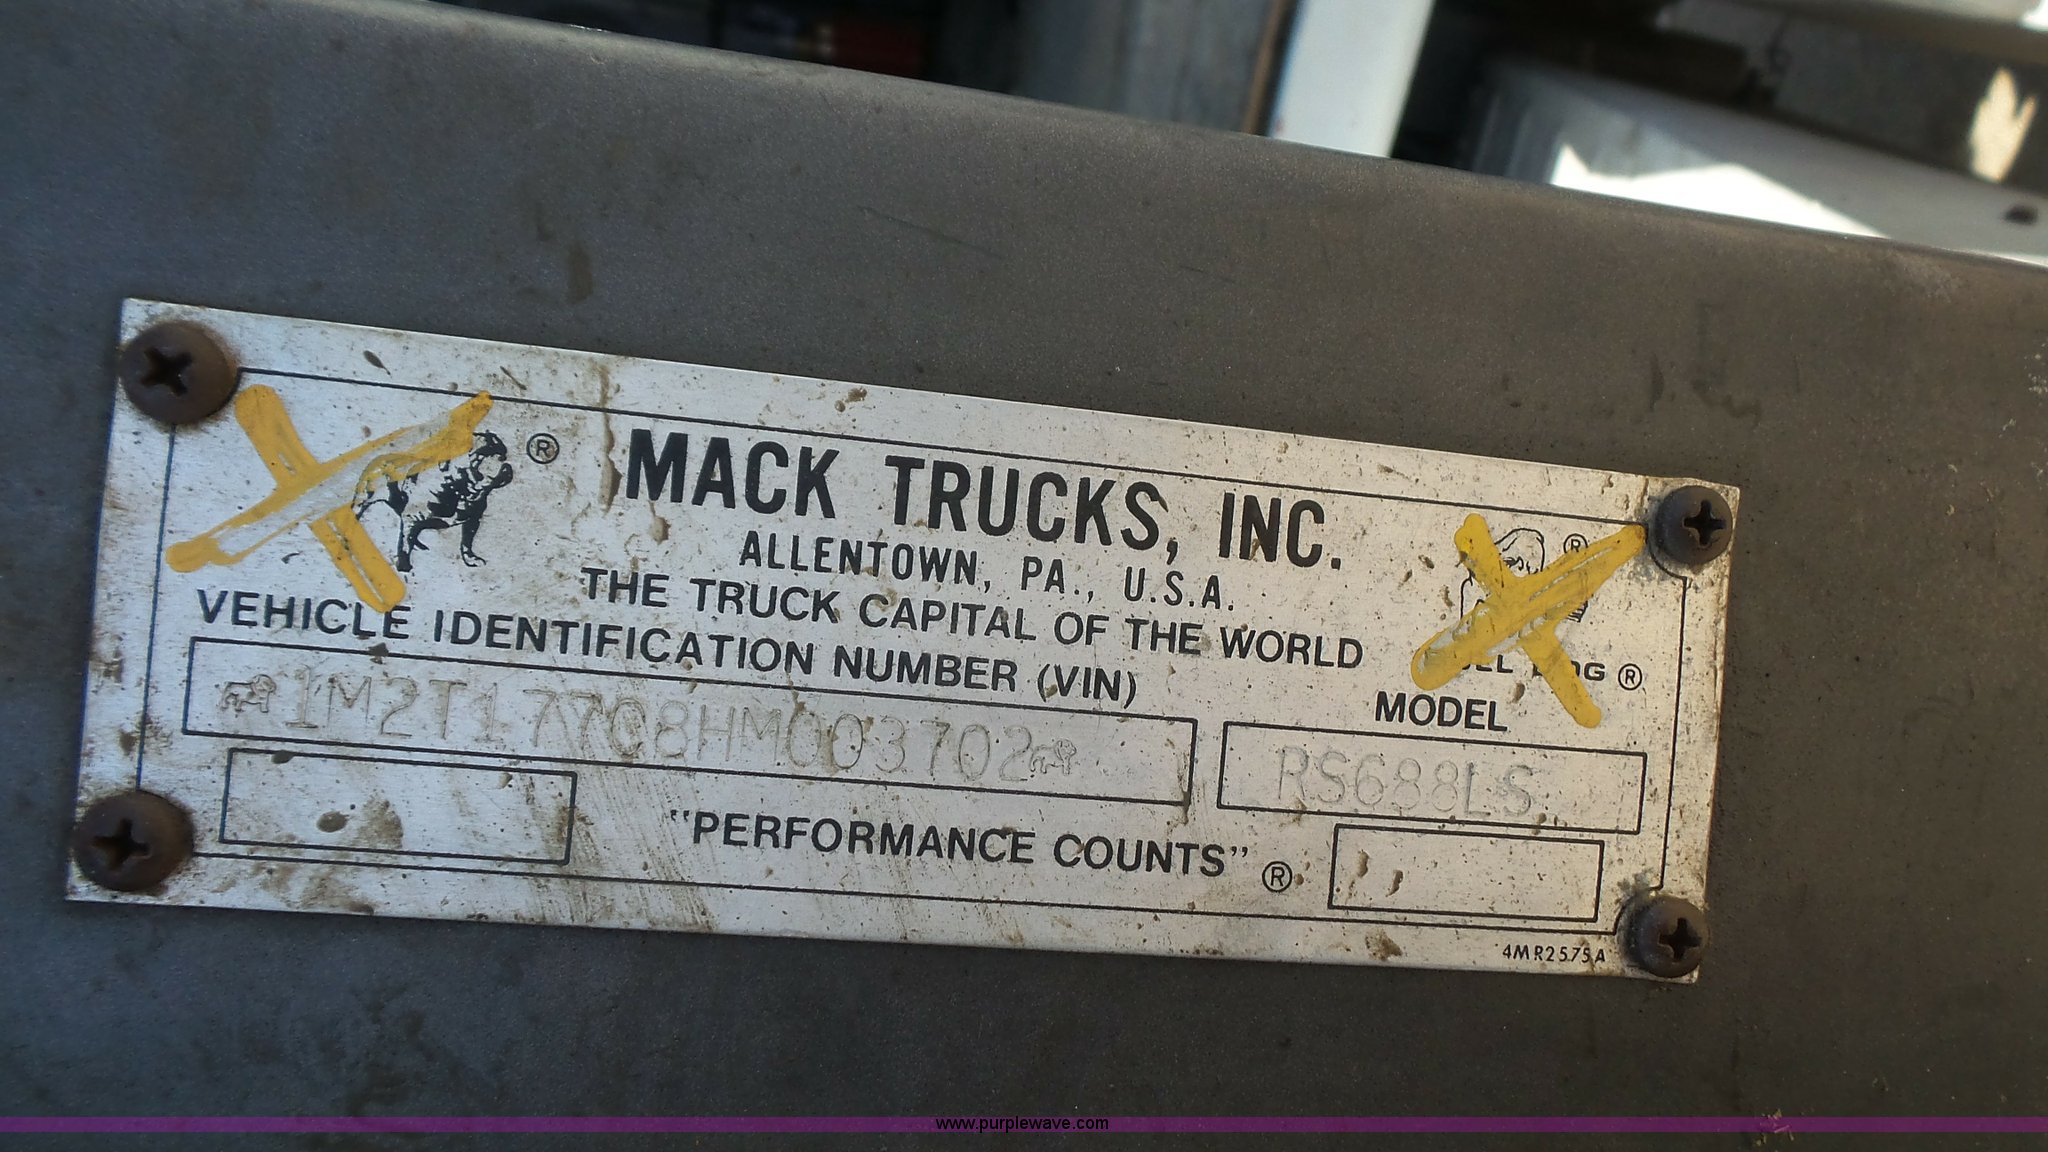 ®
MACK TRUCKS, INC.
ALLENTOWN, PA., U.S.A.
THE TRUCK CAPITAL OF THE WORLD
®
®
VEHICLE IDENTIFICATION NUMBER (VIN)
1M2T177C8HM003702
MODEL
RS688LS
"PERFORMANCE COUNTS" ®
4MR2575A
www.purplewave.com